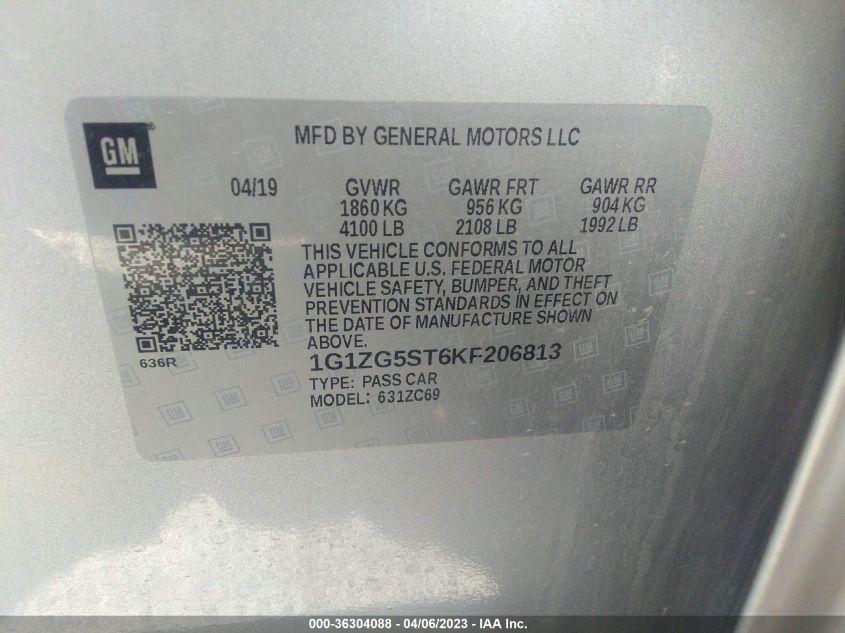 GM
MFD BY GENERAL MOTORS LLC
04/19 GVWR GAWR FRT GAWR RR
1860 KG 956 KG 904 KG
4100 LB 2108 LB 1992 LB
THIS VEHICLE CONFORMS TO ALL
APPLICABLE U.S. FEDERAL MOTOR
VEHICLE SAFETY, BUMPER, AND THEFT
PREVENTION STANDARDS IN EFFECT ON
THE DATE OF MANUFACTURE SHOWN
ABOVE.
636R
1G1ZG5ST6KF206813
TYPE: PASS CAR
MODEL: 631ZC69
000-36304088 - 04/06/2023 - IAA Inc.